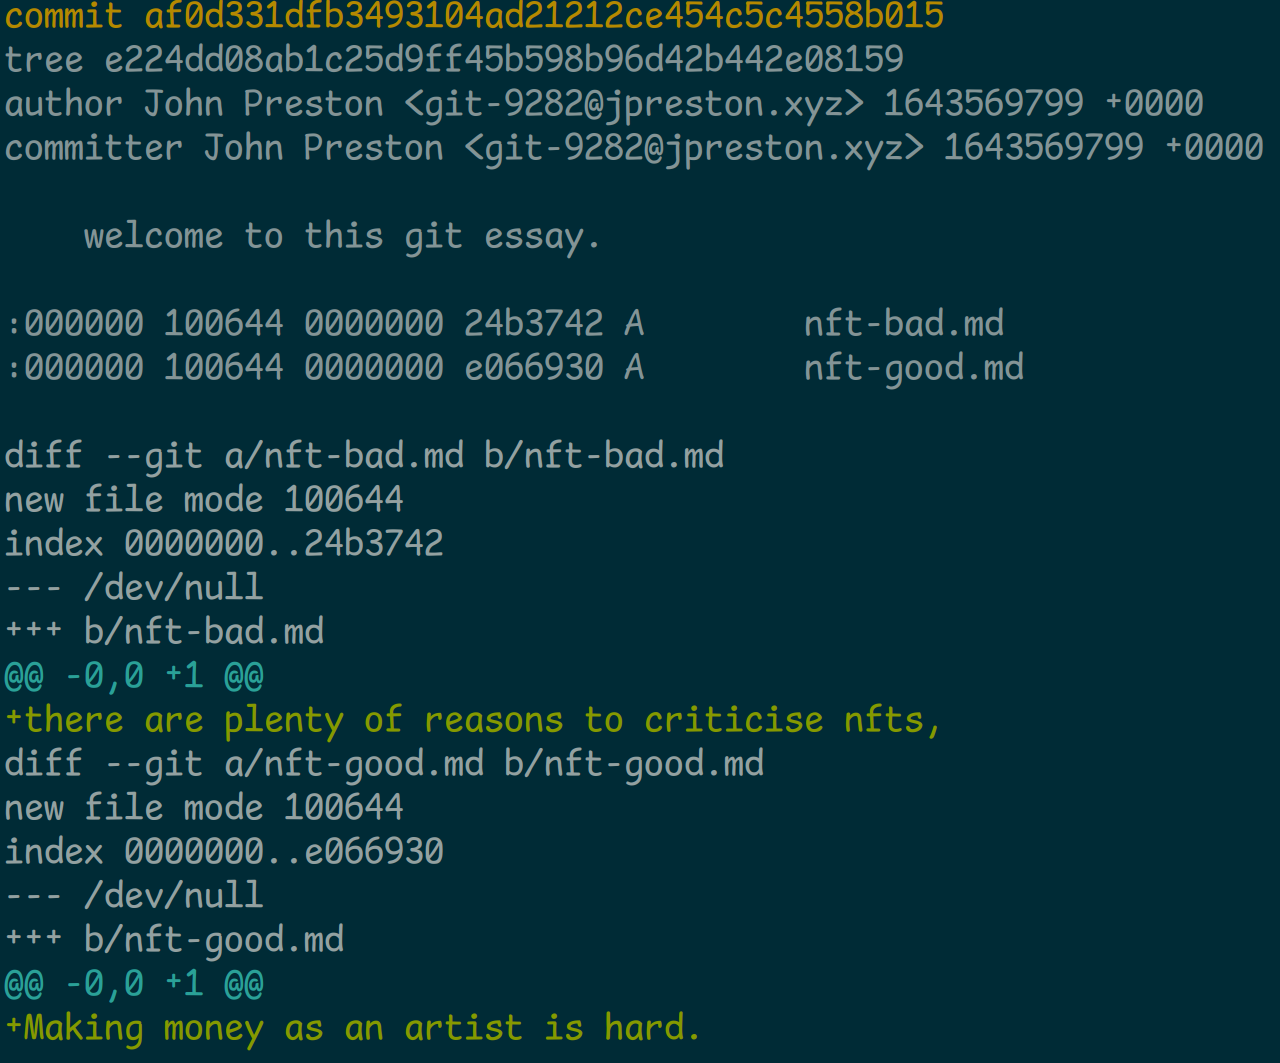 commit af0d331dfb3493104ad21212ce454c5c4558b015
tree e224dd08ab1c25d9ff45b598b96d42b442e08159
author John Preston <git-9282@jpreston.xyz> 1643569799 +0000
committer John Preston <git-9282@jpreston.xyz> 1643569799 +0000
welcome to this git essay.
:000000 100644 0000000 24b3742 A nft-bad.md
:000000 100644 0000000 e066930 A nft-good.md
diff --git a/nft-bad.md b/nft-bad.md
new file mode 100644
index 0000000..24b3742
--- /dev/null
+++ b/nft-bad.md
@@ -0,0 +1 @@
+there are plenty of reasons to criticise nfts,
diff --git a/nft-good.md b/nft-good.md
new file mode 100644
index 0000000..e066930
--- /dev/null
+++ b/nft-good.md
@@ -0,0 +1 @@
+Making money as an artist is hard.